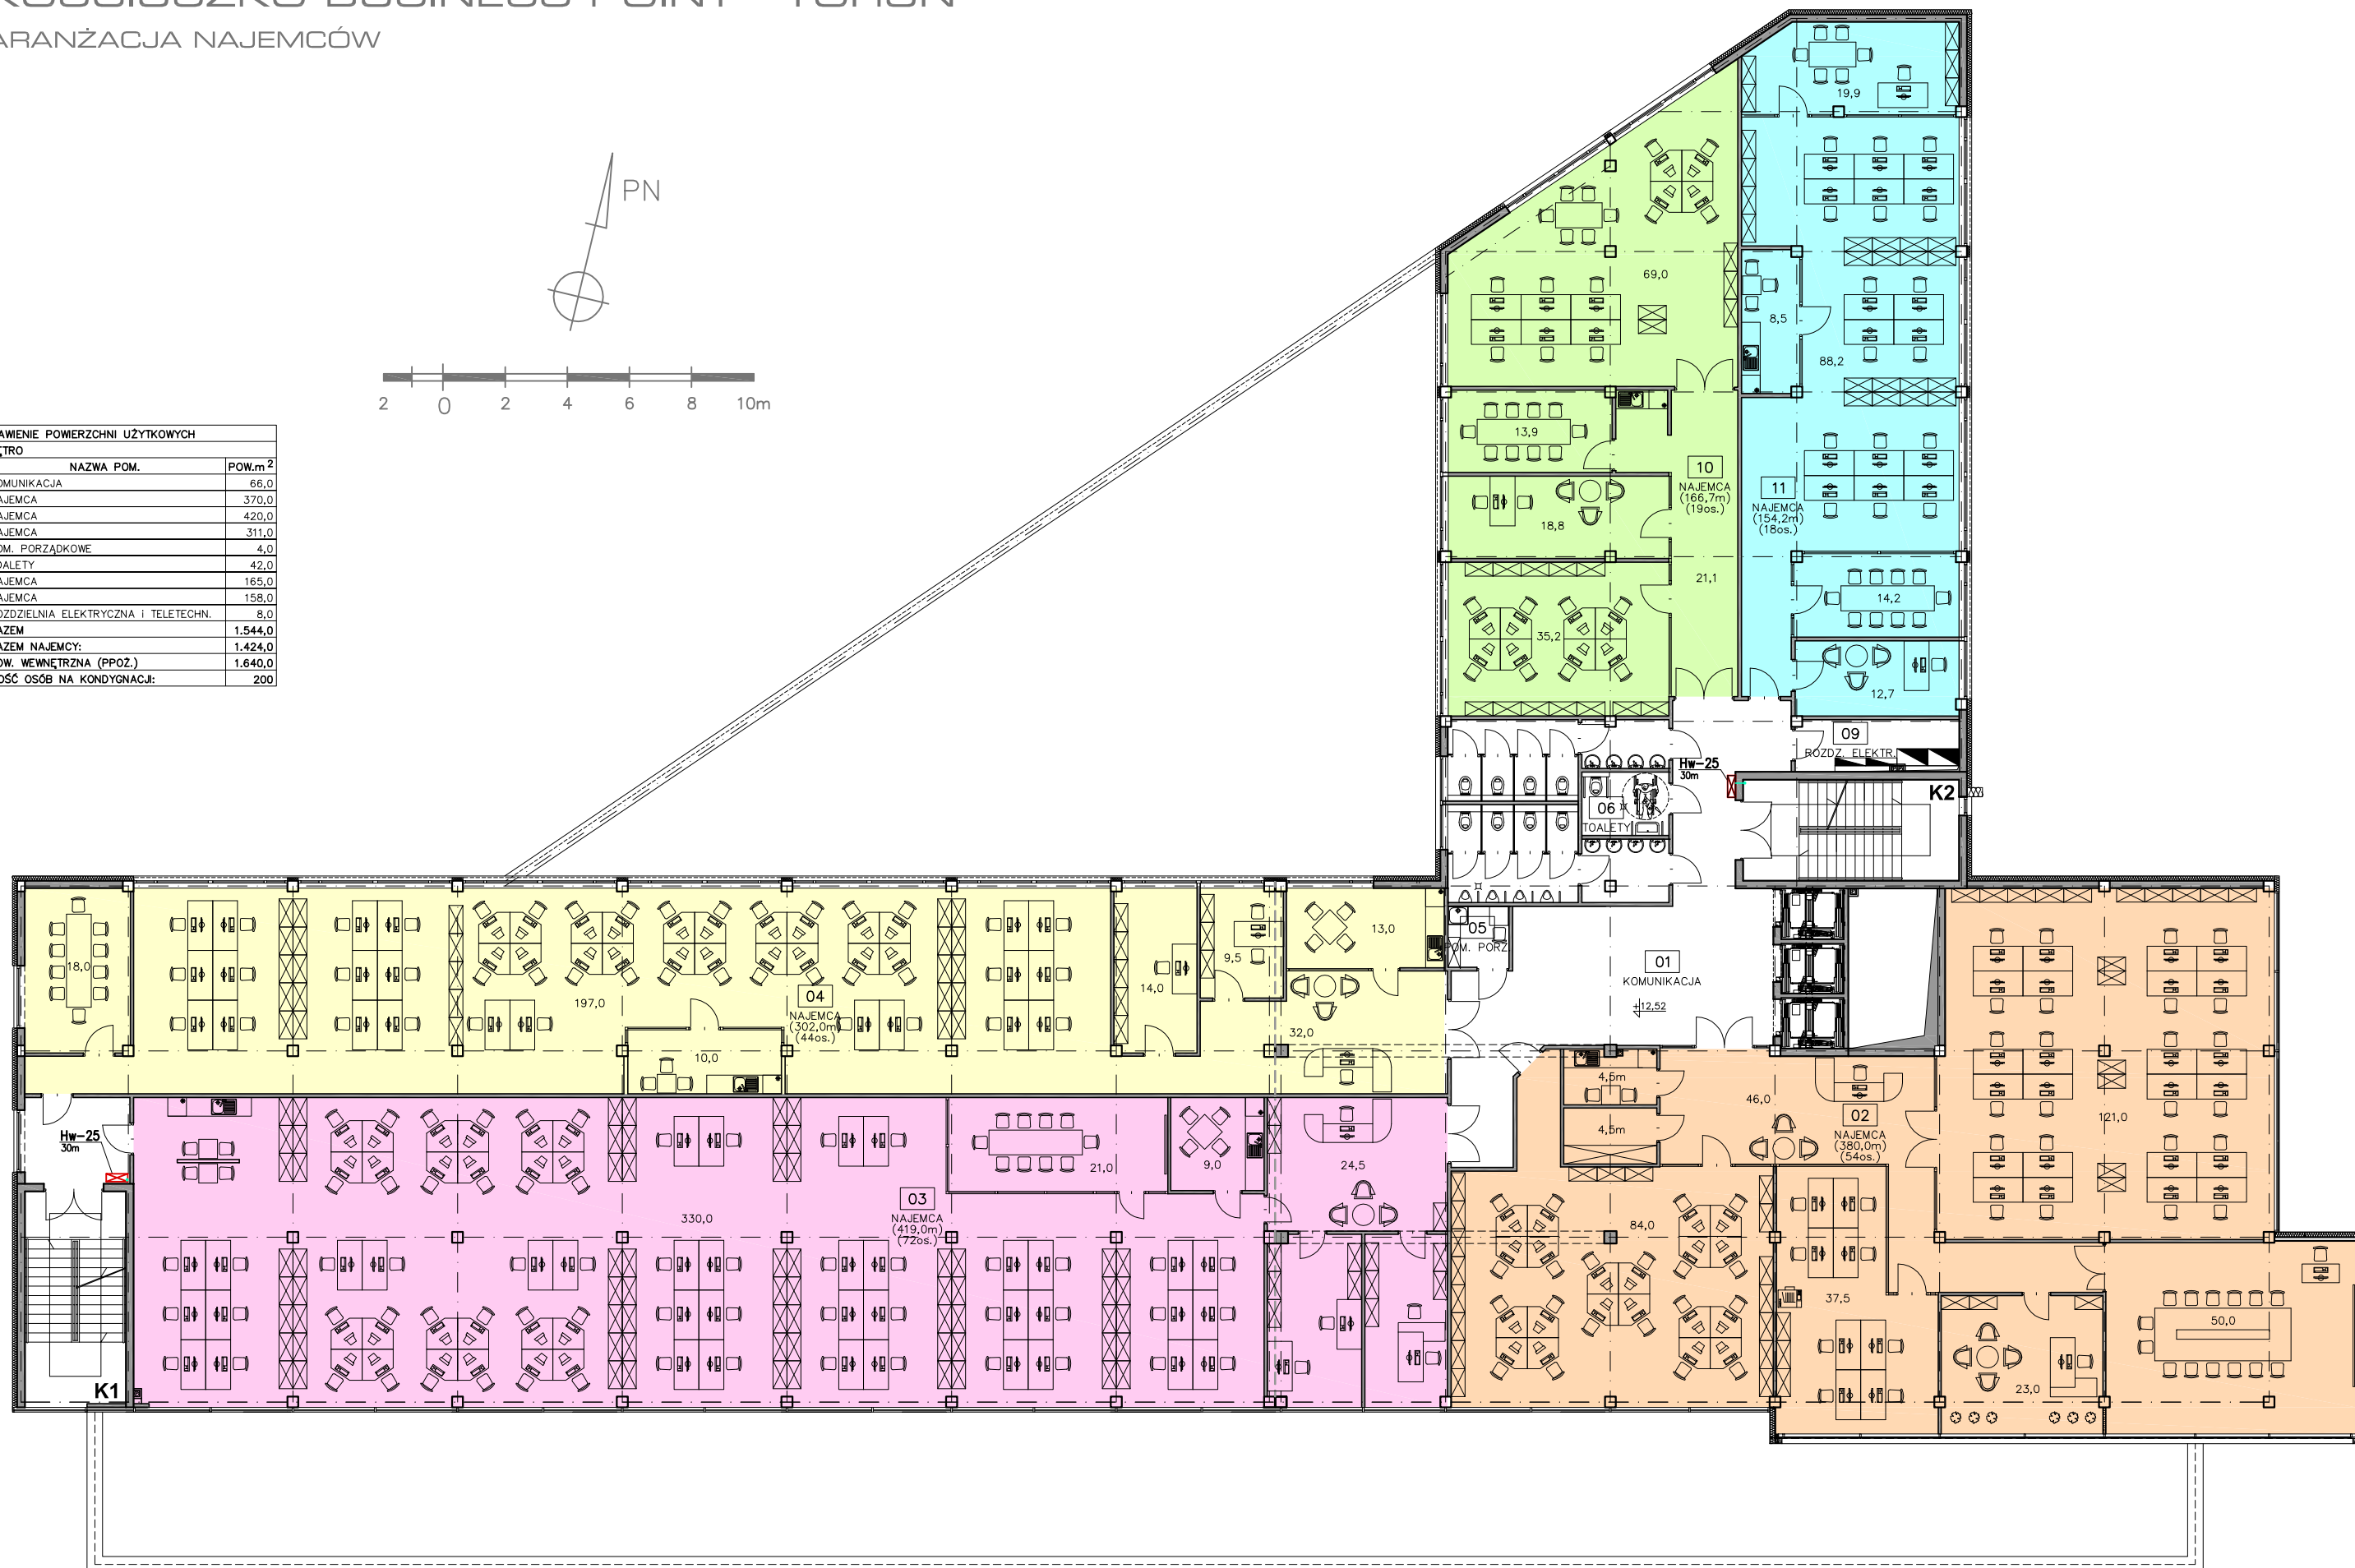 ARANŻACJA NAJEMCÓW
PN
2 0 2 4 6 8 10m
AWIENIE POWIERZCHNI UŻYTKOWYCH
ĘTRO
NAZWA POM. POW.m²
OMUNIKACJA 66,0
AJEMCA 370,0
AJEMCA 420,0
AJEMCA 311,0
OM. PORZĄDKOWE 4,0
OALETY 42,0
AJEMCA 165,0
AJEMCA 158,0
OZDZIELNIA ELEKTRYCZNA i TELETECHN. 8,0
AZEM 1.544,0
AZEM NAJEMCY: 1.424,0
OW. WEWNĘTRZNA (PPOŻ.) 1.640,0
OŚĆ OSÓB NA KONDYGNACJI: 200
19,9
69,0
8,5
88,2
13,9
10
NAJEMCA
(166,7m)
(19os.)
11
NAJEMCA
(154,2m)
(18os.)
18,8
21,1
35,2
14,2
12,7
09
ROZDZ. ELEKTR.
Hw-25
30m
K2
06
TOALETY
05
POM. PORZ
01
KOMUNIKACJA
+12,52
18,0
197,0
04
NAJEMCA
(302,0m)
(44os.)
14,0
9,5
13,0
32,0
10,0
Hw-25
30m
K1
330,0
03
NAJEMCA
(419,0m)
(72os.)
21,0
9,0
24,5
4,5m
4,5m
46,0
02
NAJEMCA
(380,0m)
(54os.)
121,0
84,0
37,5
23,0
50,0